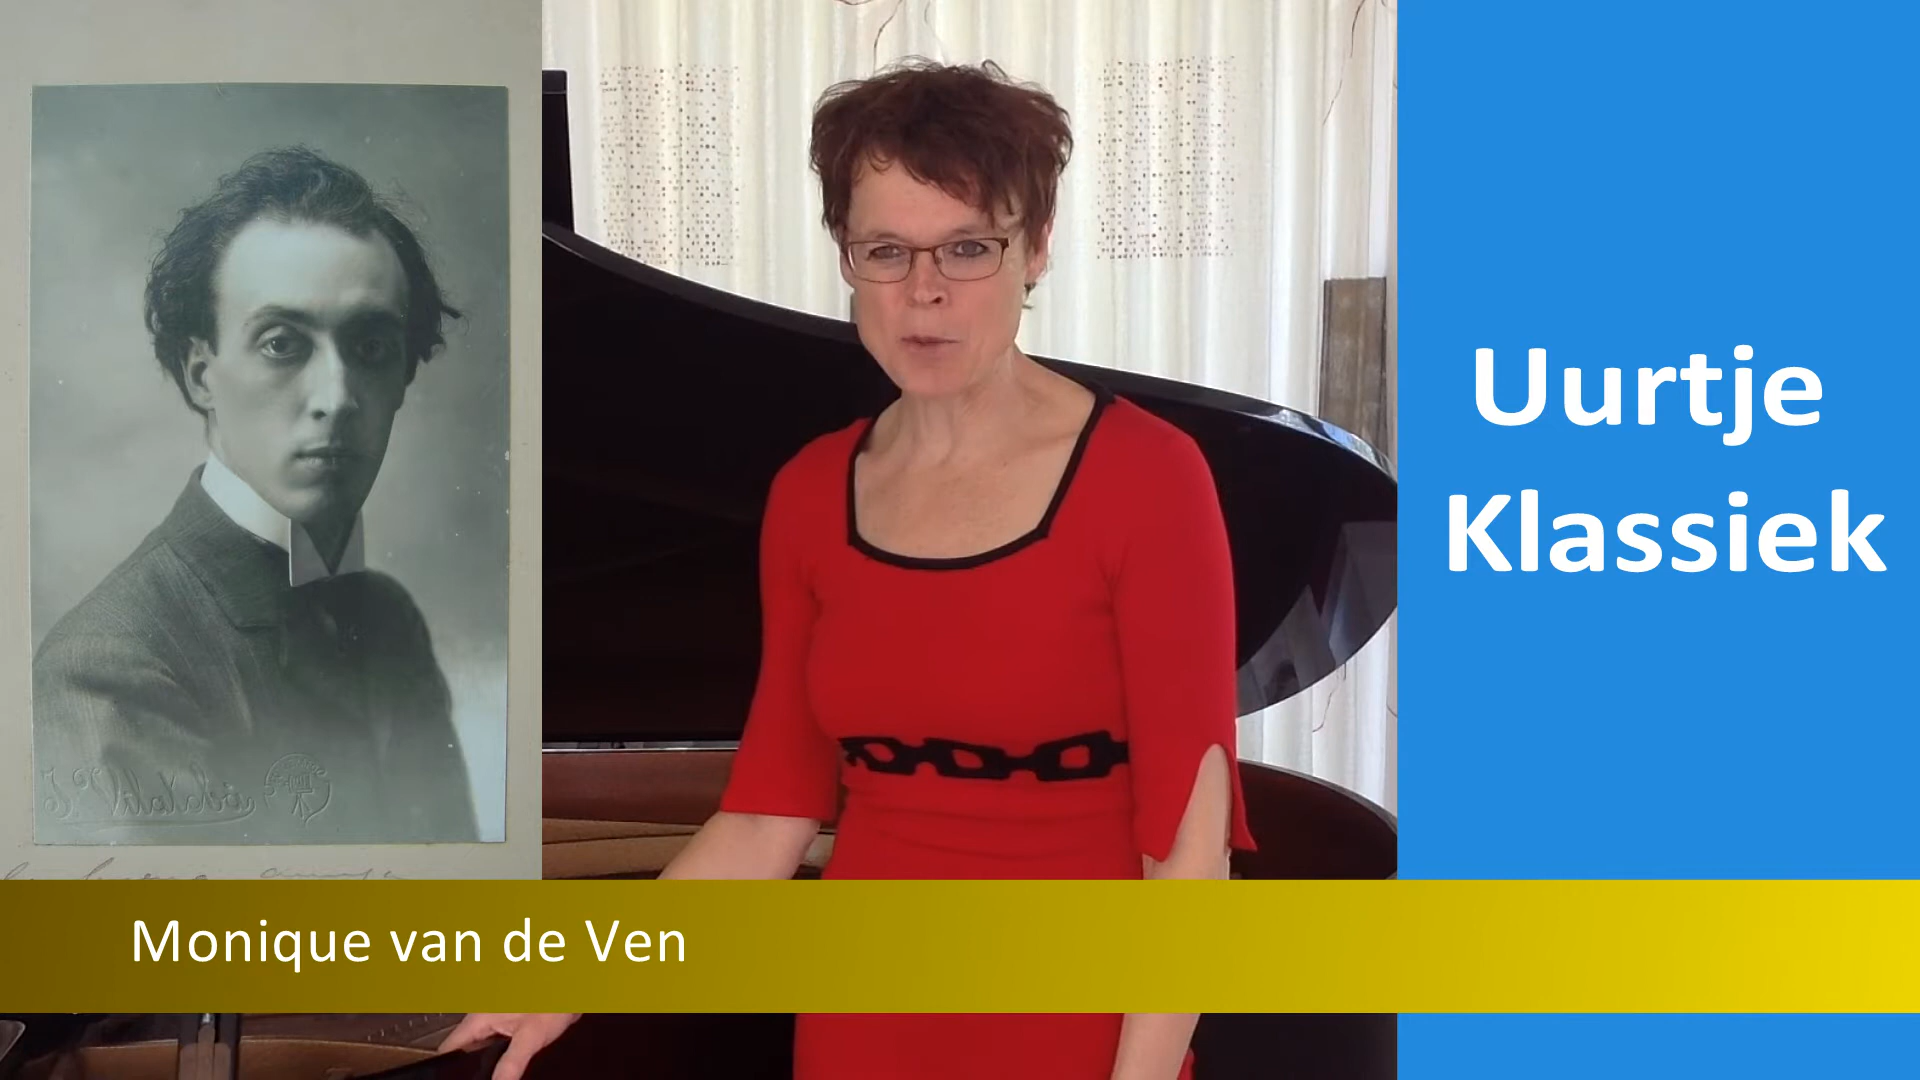 Uurtje
Klassiek
Monique van de Ven